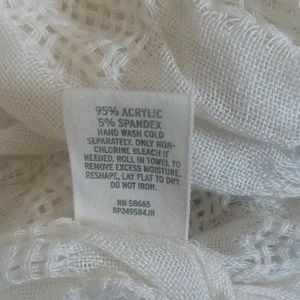 95% ACRYLIC
5% SPANDEX
HAND WASH COLD
SEPARATELY. ONLY NON-
CHLORINE BLEACH IF
NEEDED. ROLL IN TOWEL TO
REMOVE EXCESS MOISTURE.
RESHAPE, LAY FLAT TO DRY.
DO NOT IRON.
RN 58665
BP249584JR